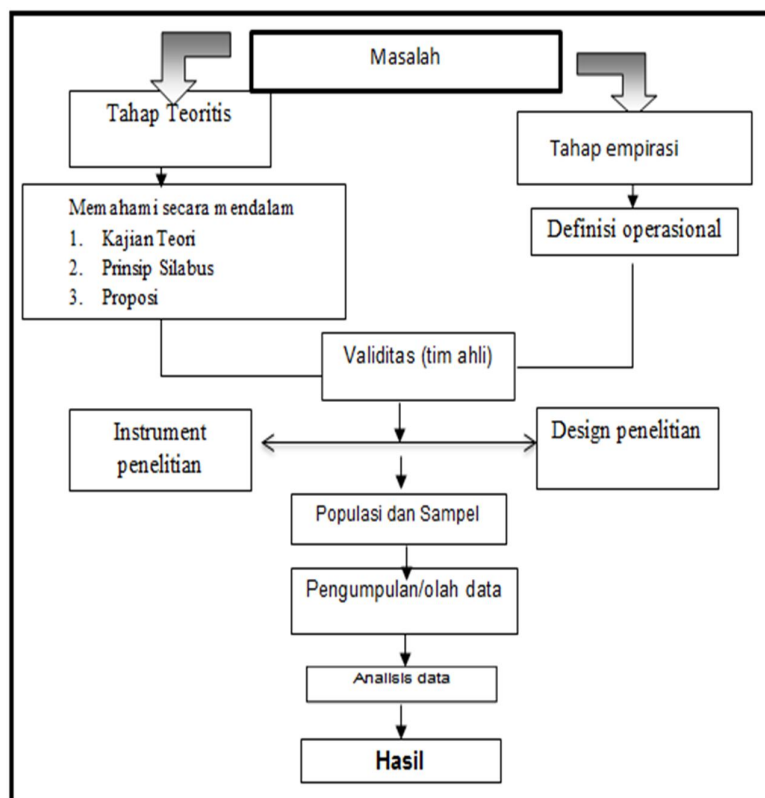 Masalah
Tahap Teoritis
Tahap empirasi
Memahami secara mendalam
1. Kajian Teori
2. Prinsip Silabus
3. Proposi
Definisi operasional
Validitas (tim ahli)
Instrument
penelitian
Design penelitian
Populasi dan Sampel
Pengumpulan/olah data
Analisis data
Hasil